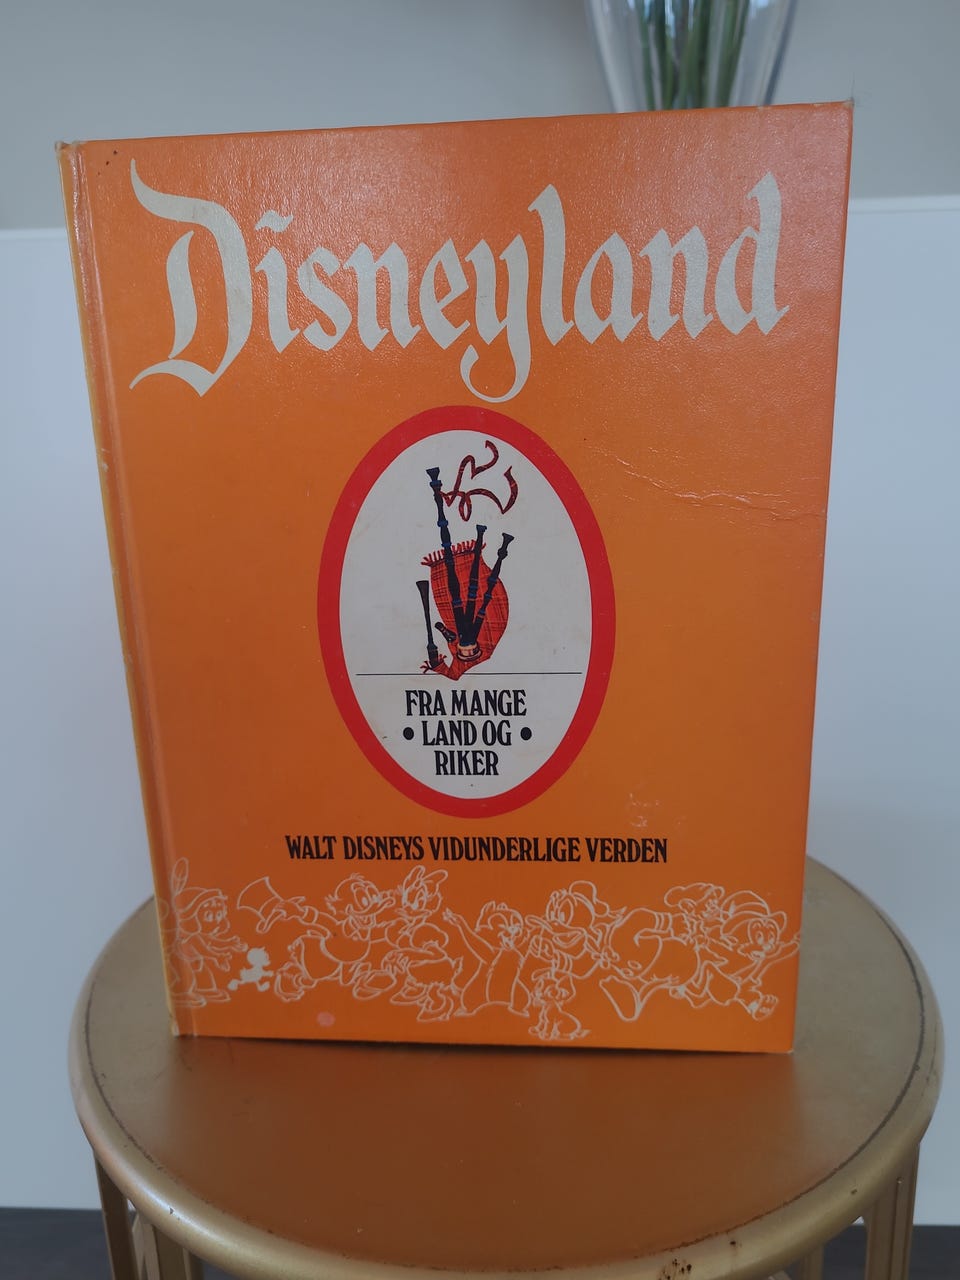 Disneyland
FRA MANGE
• LAND OG •
RIKER
WALT DISNEYS VIDUNDERLIGE VERDEN